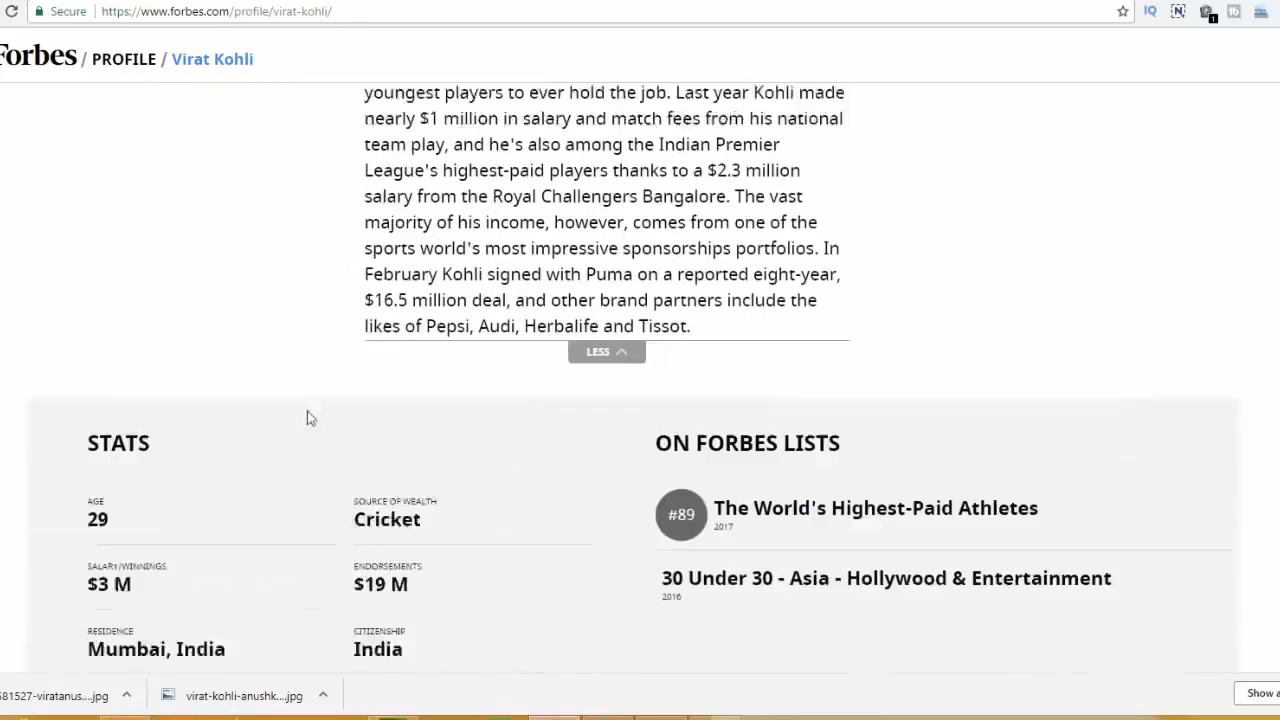 Secure https://www.forbes.com/profile/virat-kohli/
Forbes / PROFILE / Virat Kohli
youngest players to ever hold the job. Last year Kohli made
nearly $1 million in salary and match fees from his national
team play, and he's also among the Indian Premier
League's highest-paid players thanks to a $2.3 million
salary from the Royal Challengers Bangalore. The vast
majority of his income, however, comes from one of the
sports world's most impressive sponsorships portfolios. In
February Kohli signed with Puma on a reported eight-year,
$16.5 million deal, and other brand partners include the
likes of Pepsi, Audi, Herbalife and Tissot.
LESS
STATS
AGE
29
SOURCE OF WEALTH
Cricket
SALARY/WINNINGS
$3 M
ENDORSEMENTS
$19 M
RESIDENCE
Mumbai, India
CITIZENSHIP
India
ON FORBES LISTS
#89 The World's Highest-Paid Athletes
2017
30 Under 30 - Asia - Hollywood & Entertainment
2016
581527-viratanus....jpg
virat-kohli-anushk....jpg
Show a